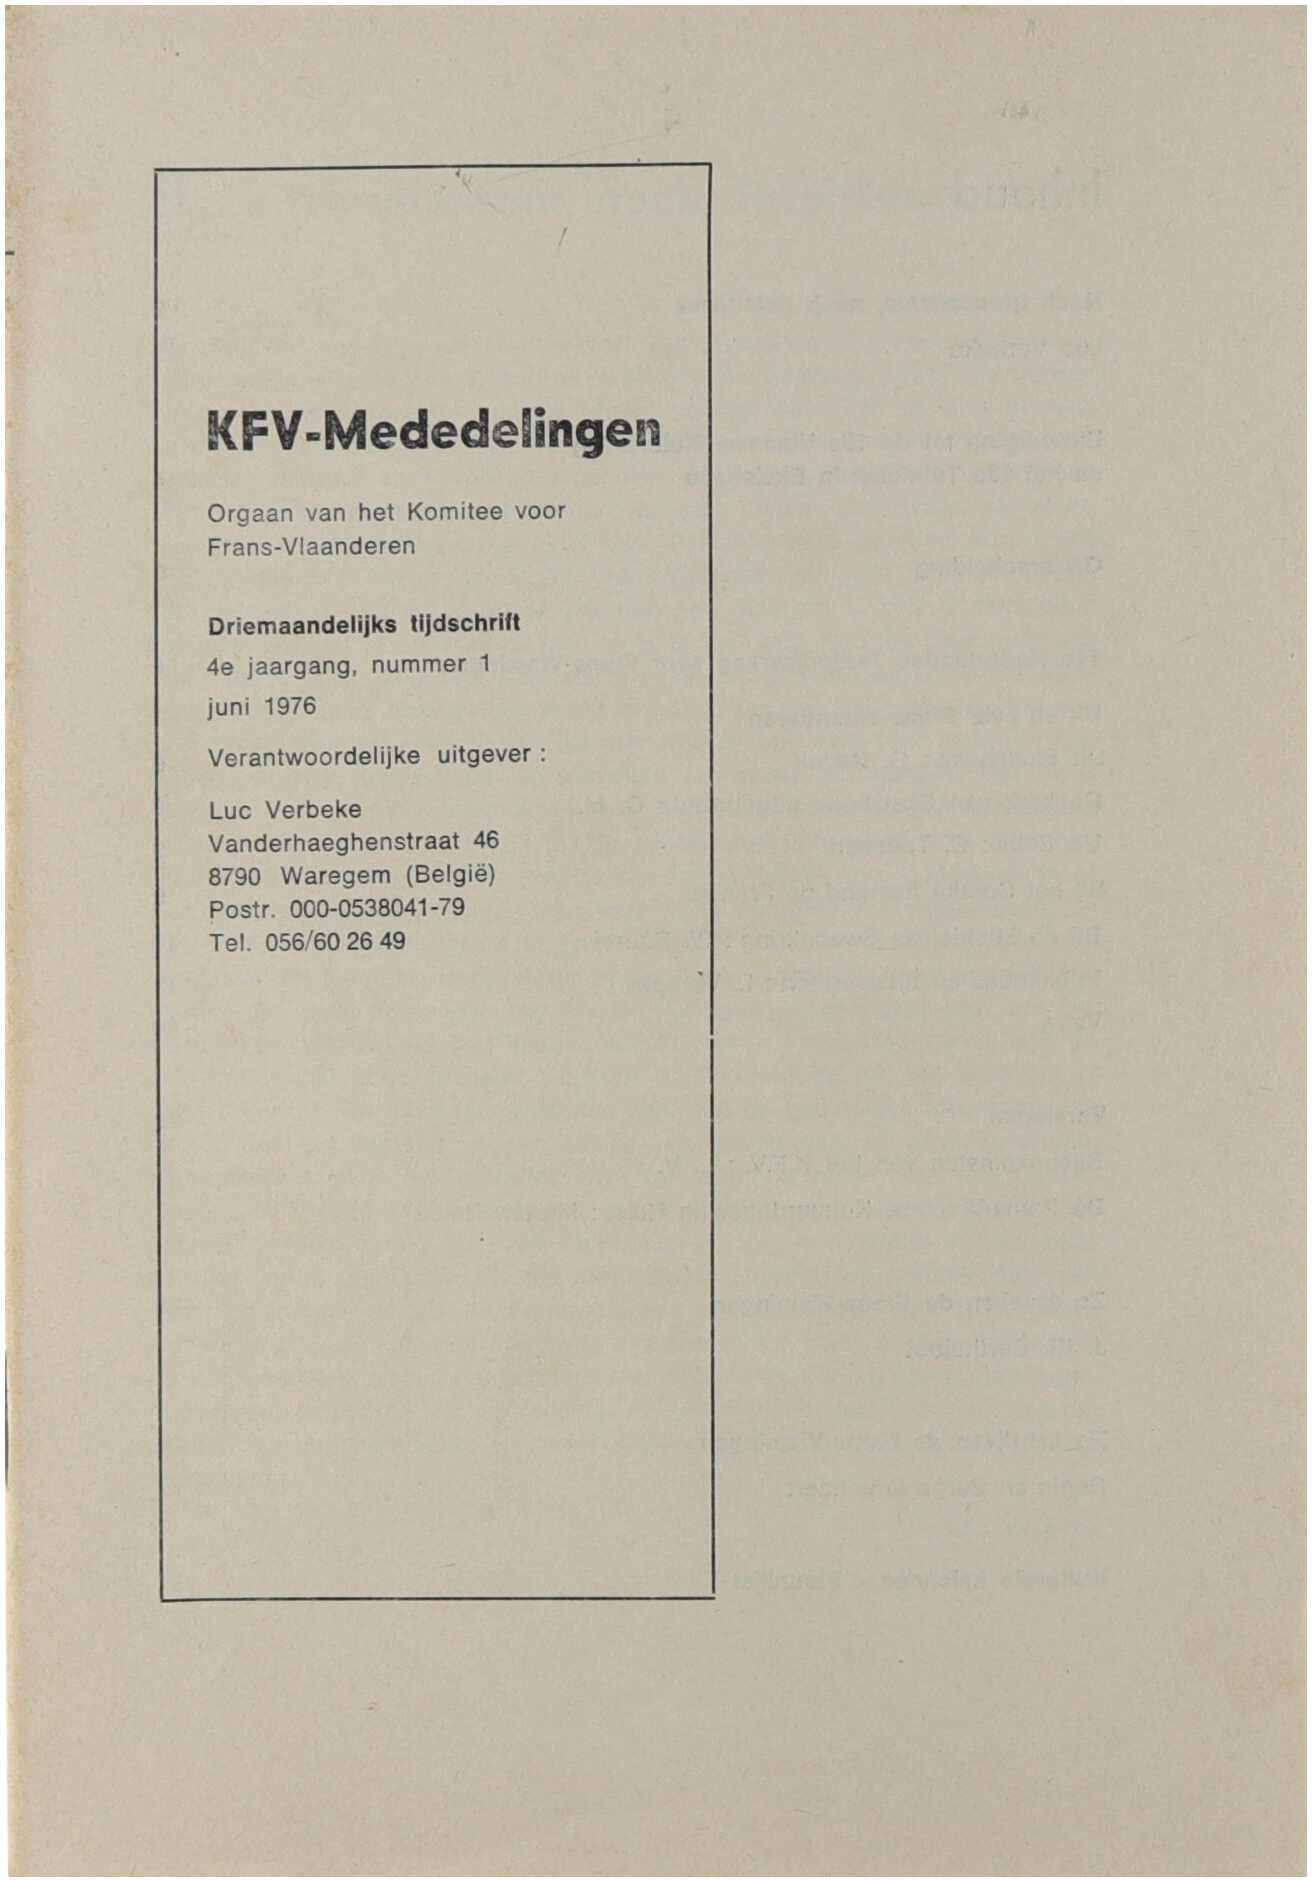 KFV-Mededelingen
Orgaan van het Komitee voor
Frans-Vlaanderen
Driemaandelijks tijdschrift
4e jaargang, nummer 1
juni 1976
Verantwoordelijke uitgever :
Luc Verbeke
Vanderhaeghenstraat 46
8790 Waregem (België)
Postr. 000-0538041-79
Tel. 056/60 26 49